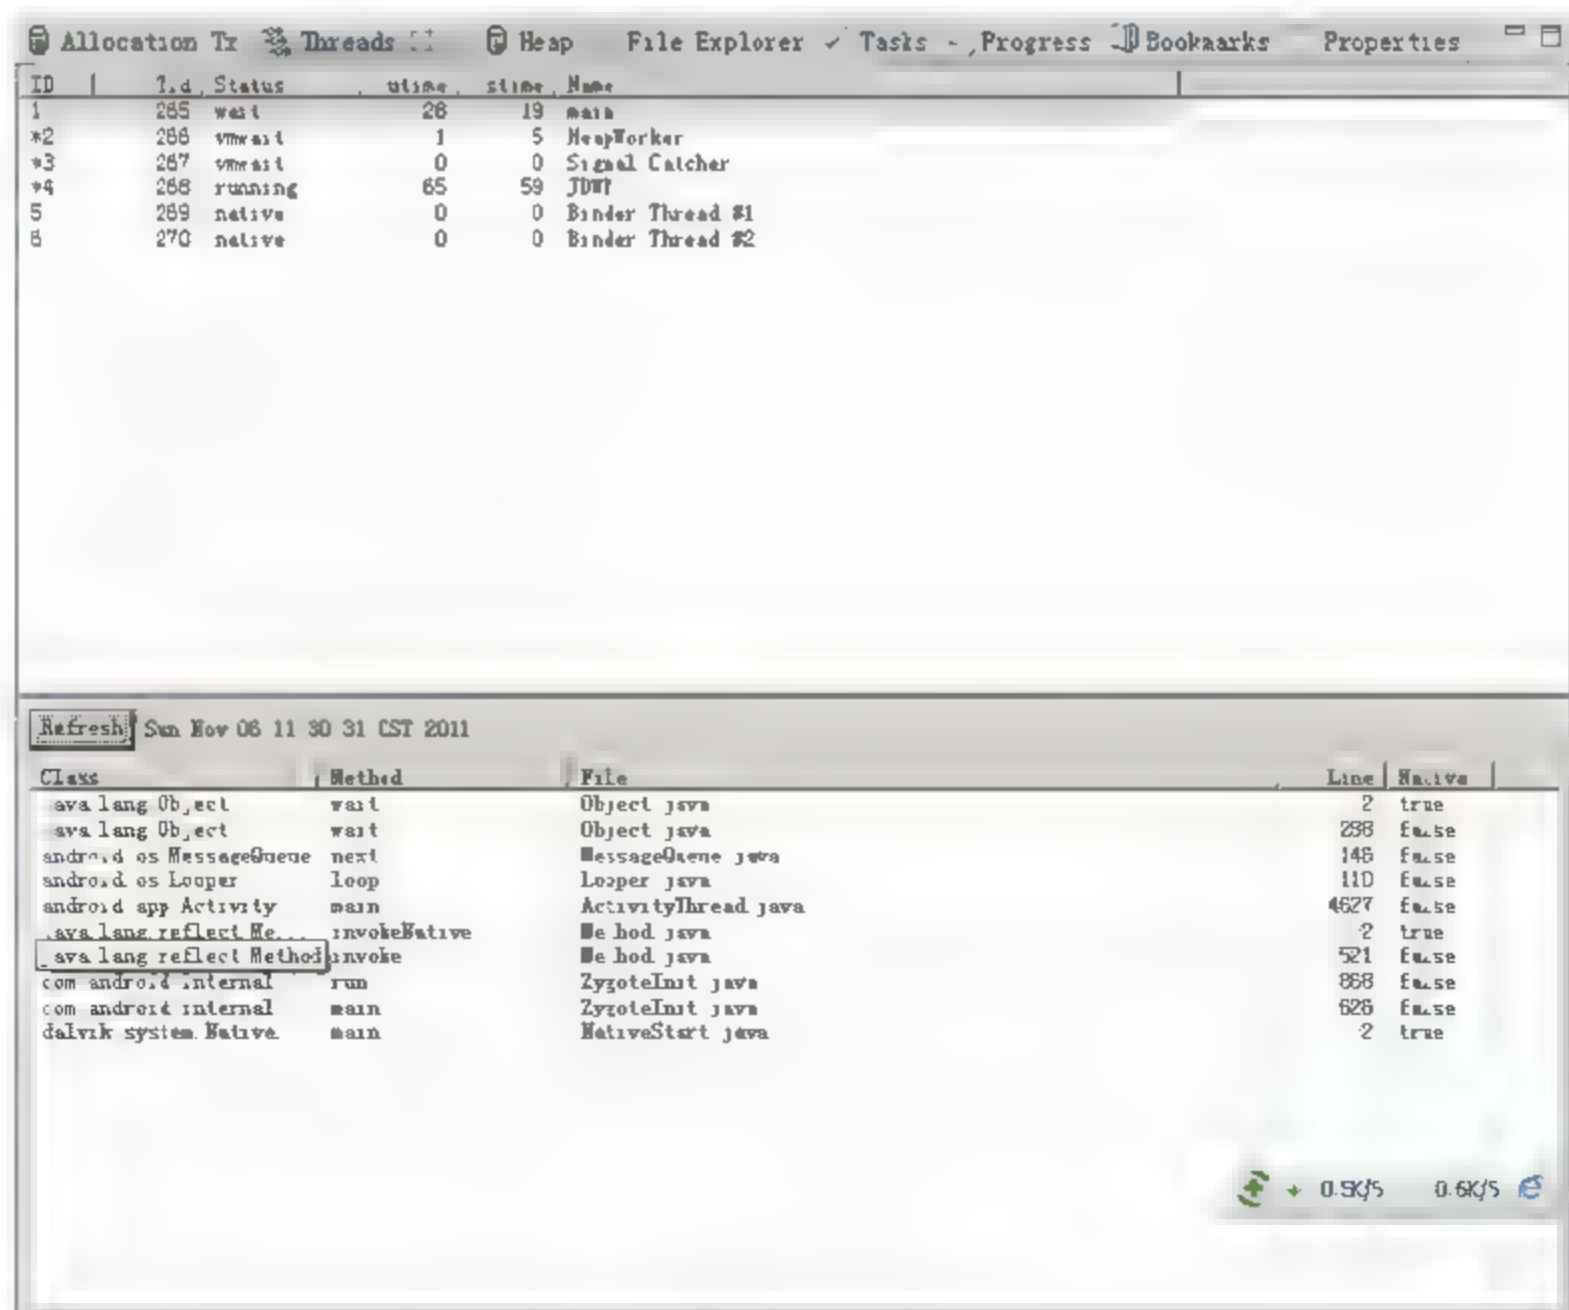 Allocation Tr Threads Heap File Explorer Tasks Progress Bookmarks Properties
ID Tid Status utime stime Name
1 265 wait 26 19 main
*2 266 vmwait 1 5 HeapWorker
*3 267 vmwait 0 0 Signal Catcher
*4 268 running 65 59 JDWP
5 269 native 0 0 Binder Thread #1
6 270 native 0 0 Binder Thread #2
Refresh Sun Nov 06 11 30 31 CST 2011
Class Method File Line Native
java.lang.Object wait Object.java -2 true
java.lang.Object wait Object.java 288 false
android.os.MessageQueue next MessageQueue.java 146 false
android.os.Looper loop Looper.java 110 false
android.app.Activity main ActivityThread.java 4627 false
java.lang.reflect.Me... invokeNative Method.java -2 true
java.lang.reflect.Method invoke Method.java 521 false
com.android.internal run ZygoteInit.java 868 false
com.android.internal main ZygoteInit.java 626 false
dalvik.system.Native main NativeStart.java -2 true
0.5K/S 0.6K/S